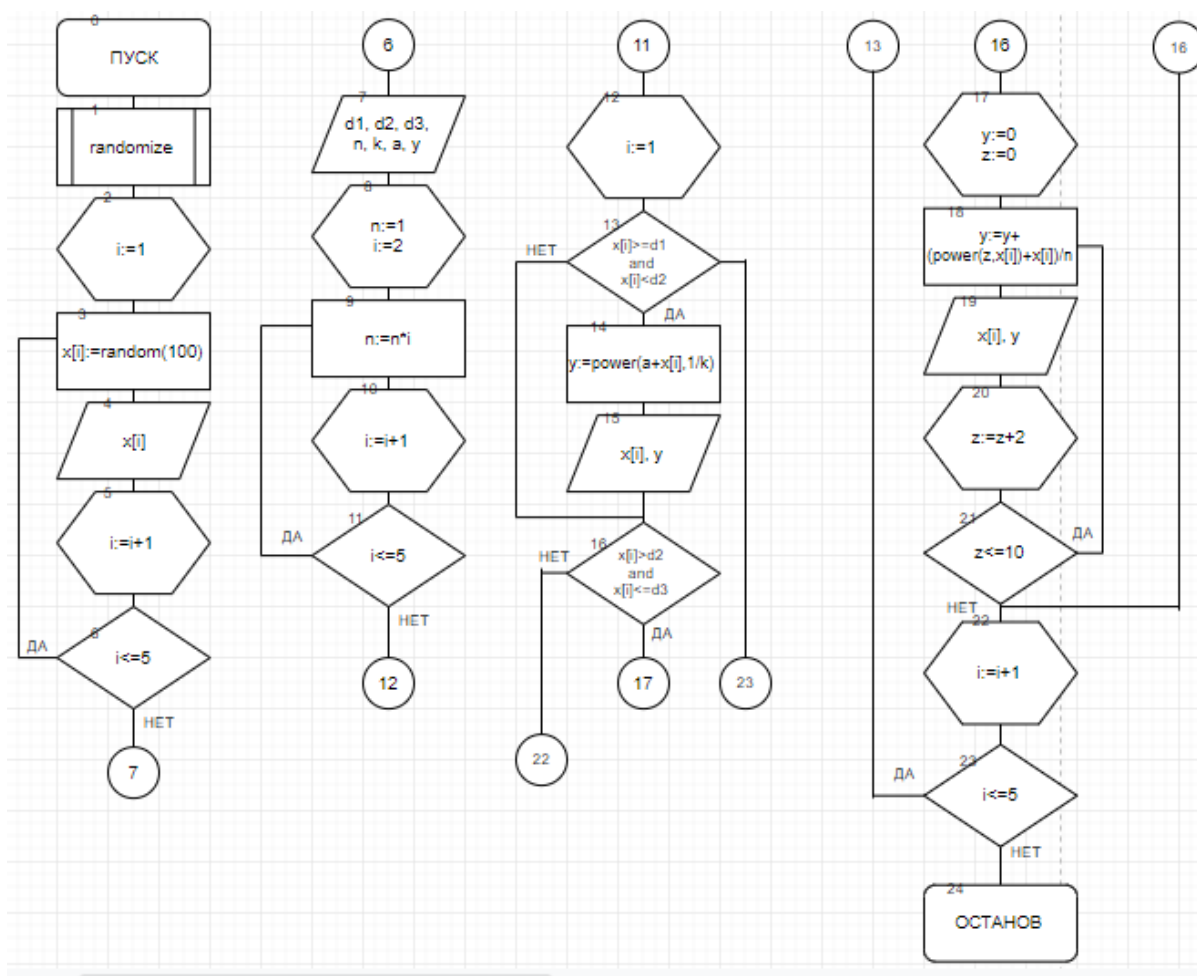 0
ПУСК
1
randomize
2
i:=1
3
x[i]:=random(100)
4
x[i]
5
i:=i+1
6
ДА
i<=5
НЕТ
7
6
7
d1, d2, d3,
n, k, a, y
8
n:=1
i:=2
9
n:=n*i
10
i:=i+1
11
ДА
i<=5
НЕТ
12
11
12
i:=1
13
НЕТ
x[i]>=d1
and
x[i]<d2
ДА
14
y:=power(a+x[i],1/k)
15
x[i], y
16
НЕТ
x[i]>d2
and
x[i]<=d3
ДА
17
23
22
13
16
16
17
y:=0
z:=0
18
y:=y+
(power(z,x[i])+x[i])/n
19
x[i], y
20
z:=z+2
21
z<=10
ДА
НЕТ
22
i:=i+1
23
ДА
i<=5
НЕТ
24
ОСТАНОВ